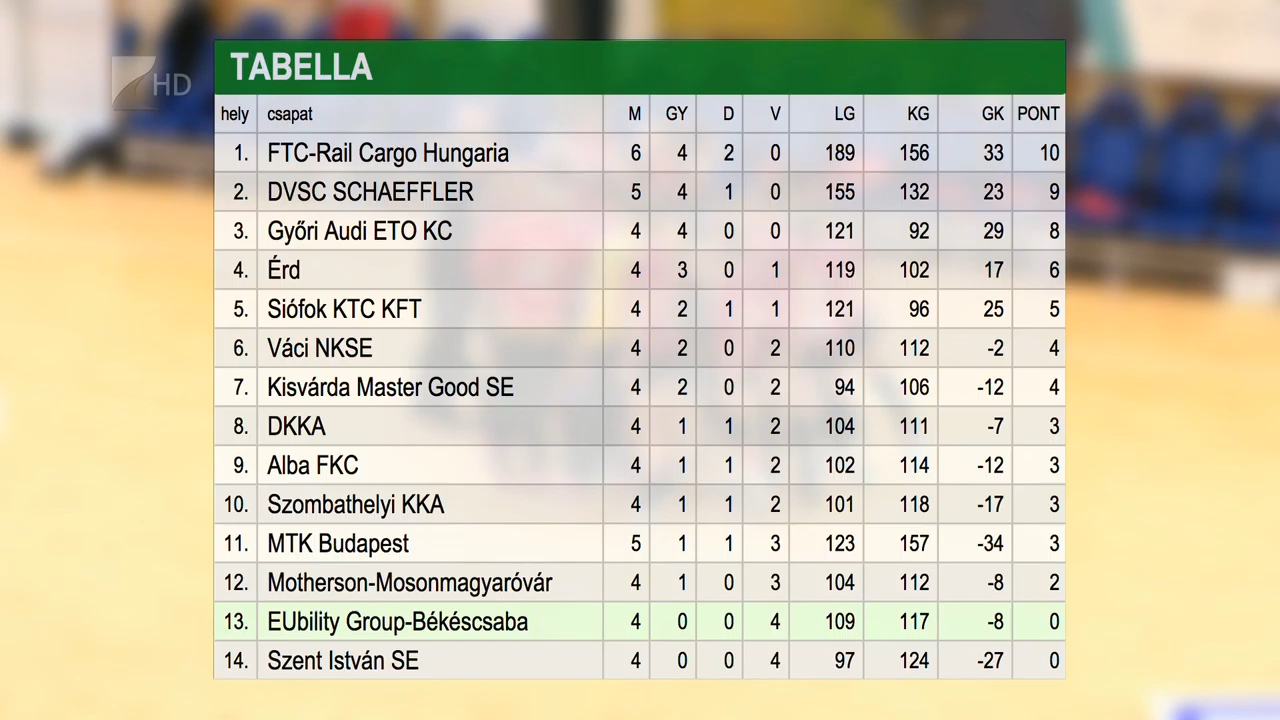 TABELLA
7 HD
hely csapat M GY D V LG KG GK PONT
1. FTC-Rail Cargo Hungaria 6 4 2 0 189 156 33 10
2. DVSC SCHAEFFLER 5 4 1 0 155 132 23 9
3. Győri Audi ETO KC 4 4 0 0 121 92 29 8
4. Érd 4 3 0 1 119 102 17 6
5. Siófok KTC KFT 4 2 1 1 121 96 25 5
6. Váci NKSE 4 2 0 2 110 112 -2 4
7. Kisvárda Master Good SE 4 2 0 2 94 106 -12 4
8. DKKA 4 1 1 2 104 111 -7 3
9. Alba FKC 4 1 1 2 102 114 -12 3
10. Szombathelyi KKA 4 1 1 2 101 118 -17 3
11. MTK Budapest 5 1 1 3 123 157 -34 3
12. Motherson-Mosonmagyaróvár 4 1 0 3 104 112 -8 2
13. EUbility Group-Békéscsaba 4 0 0 4 109 117 -8 0
14. Szent István SE 4 0 0 4 97 124 -27 0